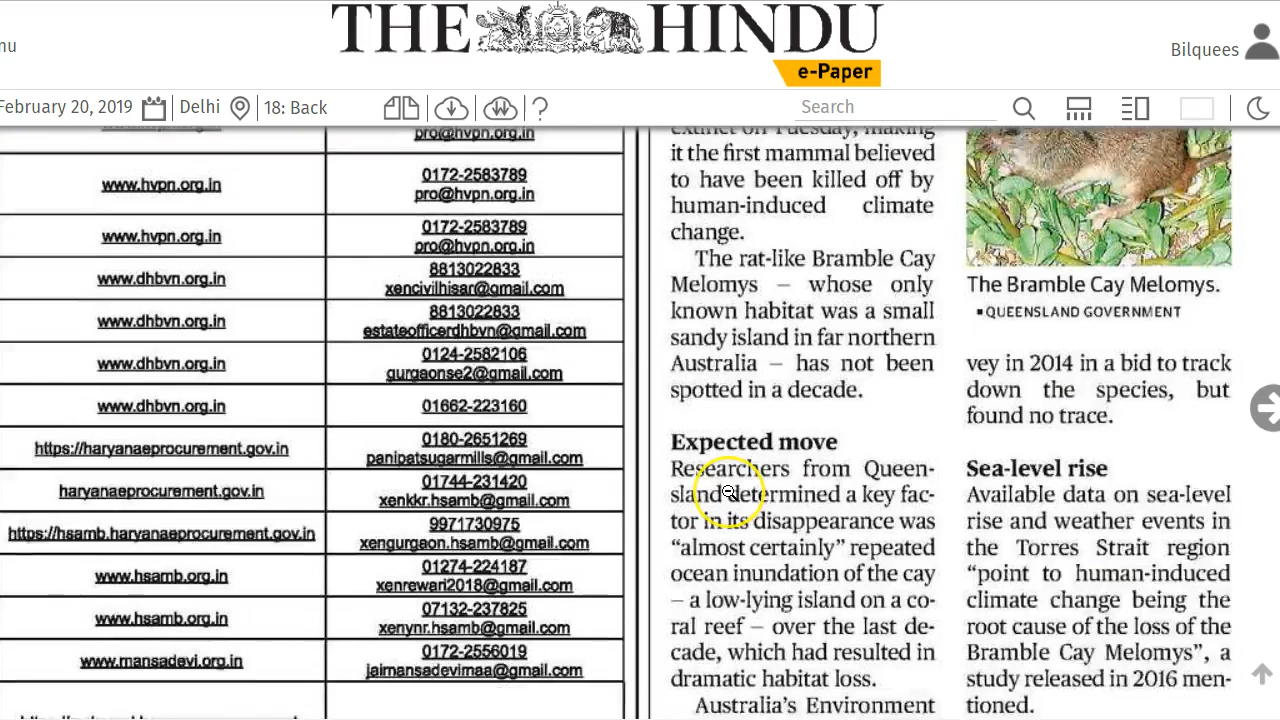 THE HINDU
e-Paper
nu
Bilquees
February 20, 2019
Delhi
18: Back
?
Search
pro@hvpn.org.in
www.hvpn.org.in
0172-2583789
pro@hvpn.org.in
www.hvpn.org.in
0172-2583789
pro@hvpn.org.in
www.dhbvn.org.in
8813022833
xencivilhisar@gmail.com
www.dhbvn.org.in
8813022833
estateofficerdhbvn@gmail.com
www.dhbvn.org.in
0124-2582106
gurgaonse2@gmail.com
www.dhbvn.org.in
01662-223160
https://haryanaeprocurement.gov.in
0180-2651269
panipatsugarmills@gmail.com
haryanaeprocurement.gov.in
01744-231420
xenkkr.hsamb@gmail.com
https://hsamb.haryanaeprocurement.gov.in
9971730975
xengurgaon.hsamb@gmail.com
www.hsamb.org.in
01274-224187
xenrewari2018@gmail.com
www.hsamb.org.in
07132-237825
xenynr.hsamb@gmail.com
www.mansadevi.org.in
0172-2556019
jaimansadevimaa@gmail.com
extinct on Tuesday, making
it the first mammal believed
to have been killed off by
human-induced climate
change.
The rat-like Bramble Cay
Melomys – whose only
known habitat was a small
sandy island in far northern
Australia – has not been
spotted in a decade.
Expected move
Researchers from Queen-
sland determined a key fac-
tor in its disappearance was
“almost certainly” repeated
ocean inundation of the cay
– a low-lying island on a co-
ral reef – over the last de-
cade, which had resulted in
dramatic habitat loss.
Australia’s Environment
The Bramble Cay Melomys.
▪QUEENSLAND GOVERNMENT
vey in 2014 in a bid to track
down the species, but
found no trace.
Sea-level rise
Available data on sea-level
rise and weather events in
the Torres Strait region
“point to human-induced
climate change being the
root cause of the loss of the
Bramble Cay Melomys”, a
study released in 2016 men-
tioned.